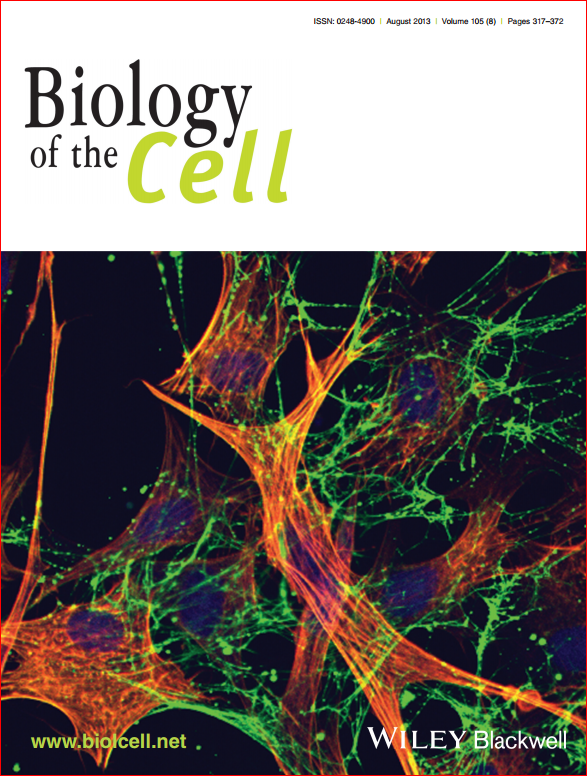 ISSN: 0248-4900 | August 2013 | Volume 105 (8) | Pages 317–372
Biology
of the Cell
www.biolcell.net
WILEY Blackwell